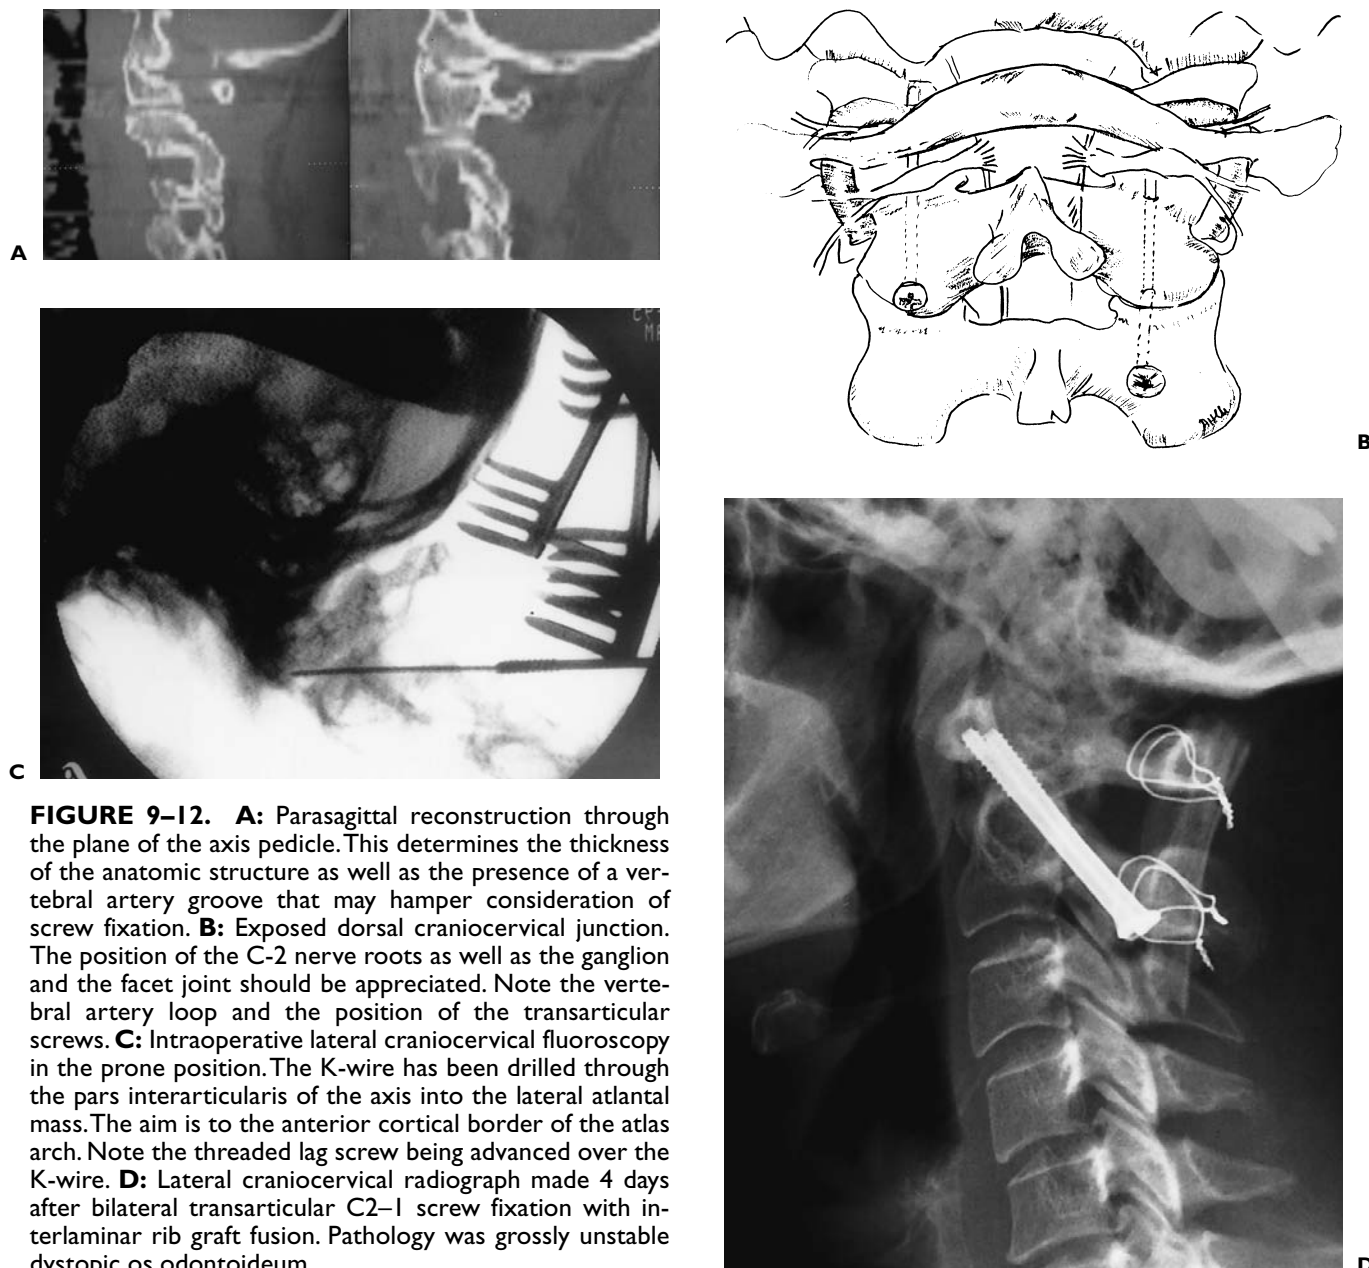 A
B
C
D
FIGURE 9–12. A: Parasagittal reconstruction through
the plane of the axis pedicle. This determines the thickness
of the anatomic structure as well as the presence of a ver-
tebral artery groove that may hamper consideration of
screw fixation. B: Exposed dorsal craniocervical junction.
The position of the C-2 nerve roots as well as the ganglion
and the facet joint should be appreciated. Note the verte-
bral artery loop and the position of the transarticular
screws. C: Intraoperative lateral craniocervical fluoroscopy
in the prone position. The K-wire has been drilled through
the pars interarticularis of the axis into the lateral atlantal
mass. The aim is to the anterior cortical border of the atlas
arch. Note the threaded lag screw being advanced over the
K-wire. D: Lateral craniocervical radiograph made 4 days
after bilateral transarticular C2–1 screw fixation with in-
terlaminar rib graft fusion. Pathology was grossly unstable
dystopic os odontoideum